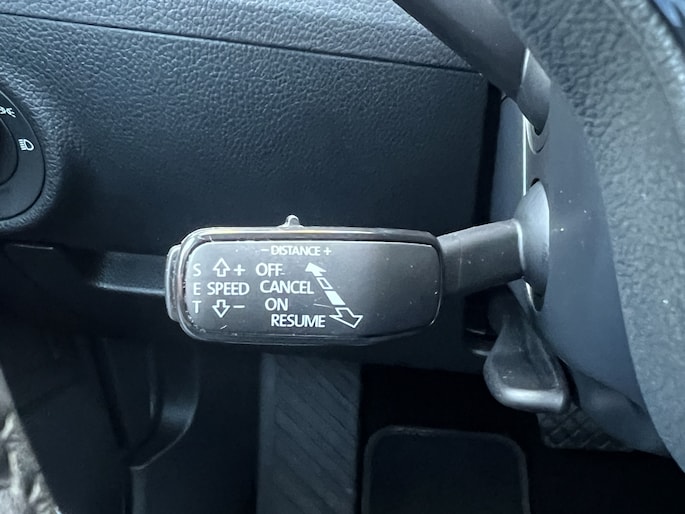 − DISTANCE +
S + OFF
E SPEED CANCEL
T − ON
RESUME